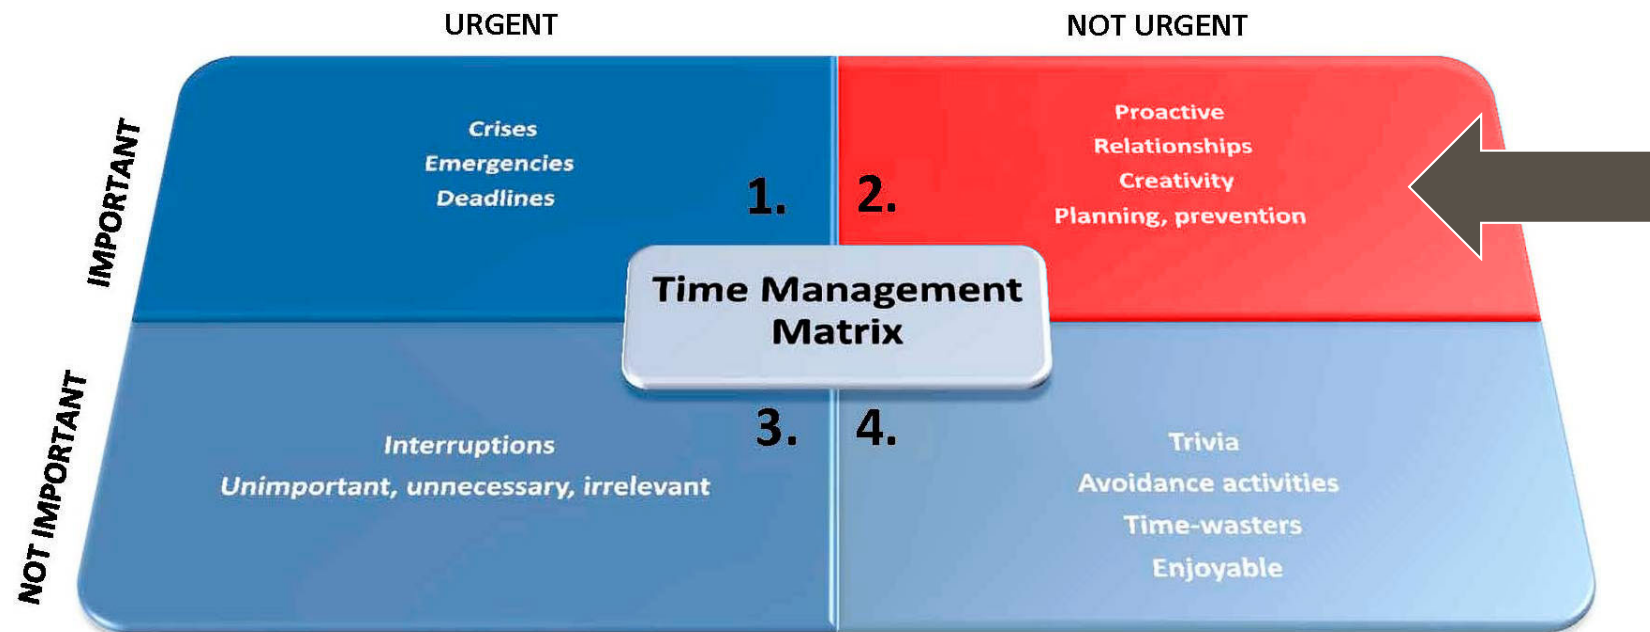 URGENT
NOT URGENT
IMPORTANT
Crises
Emergencies
Deadlines
1.
2.
Proactive
Relationships
Creativity
Planning, prevention
Time Management
Matrix
NOT IMPORTANT
Interruptions
Unimportant, unnecessary, irrelevant
3.
4.
Trivia
Avoidance activities
Time-wasters
Enjoyable